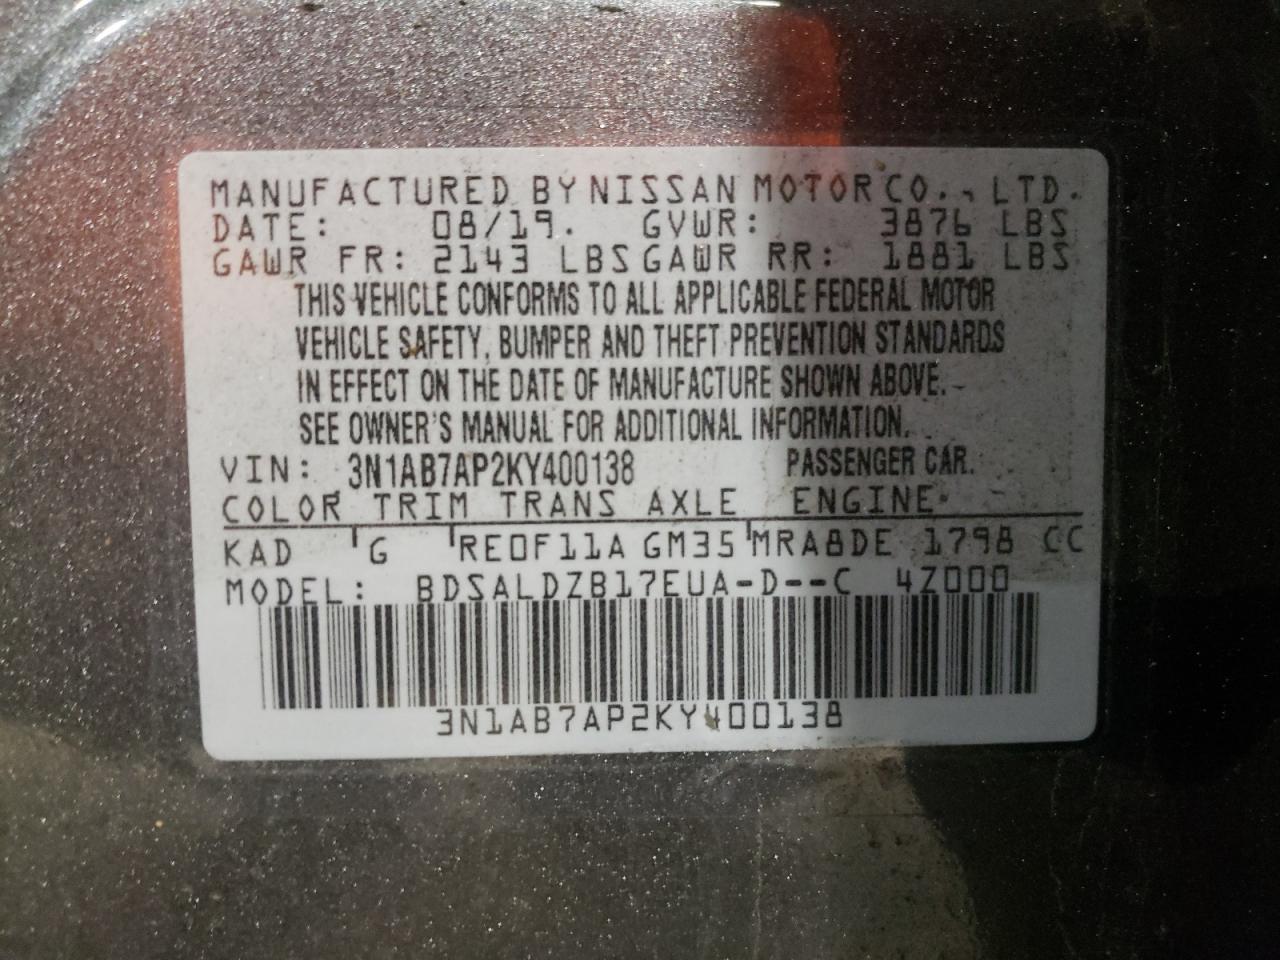 MANUFACTURED BY NISSAN MOTOR CO., LTD.
DATE: 08/19. GVWR: 3876 LBS
GAWR FR: 2143 LBS GAWR RR: 1881 LBS
THIS VEHICLE CONFORMS TO ALL APPLICABLE FEDERAL MOTOR
VEHICLE SAFETY, BUMPER AND THEFT PREVENTION STANDARDS
IN EFFECT ON THE DATE OF MANUFACTURE SHOWN ABOVE.
SEE OWNER'S MANUAL FOR ADDITIONAL INFORMATION.
VIN: 3N1AB7AP2KY400138 PASSENGER CAR.
COLOR TRIM TRANS AXLE ENGINE
KAD G RE0F11A GM35 MRA8DE 1798 CC
MODEL: BDSALDZB17EUA-D--C 4Z000
3N1AB7AP2KY400138